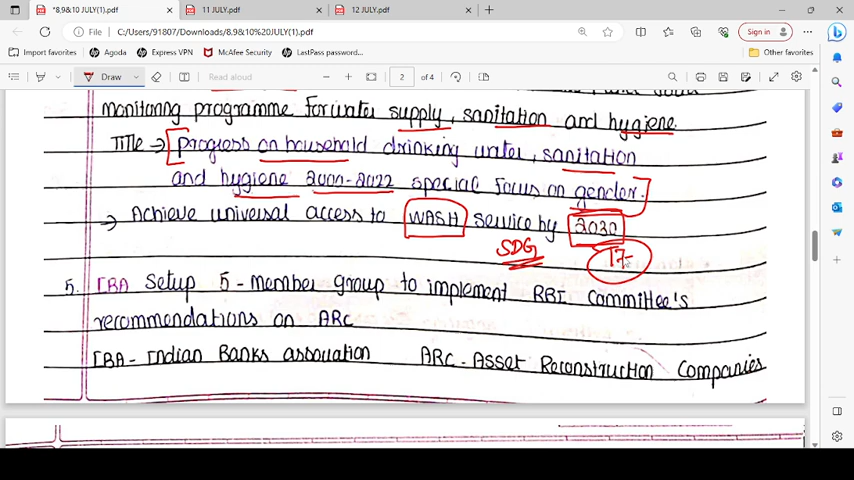 *8,9&10 JULY(1).pdf
11 JULY.pdf
12 JULY.pdf
File
C:/Users/91807/Downloads/8,9&10%20JULY(1).pdf
Sign in
Import favorites
Agoda
Express VPN
McAfee Security
LastPass password...
Other favorites
Draw
Read aloud
2
of 4
monitoring programme for water supply, sanitation and hygiene
Title → [progress on household drinking water, sanitation
and hygiene 2000-2022 special focus on gender.]
→ Achieve universal access to WASH service by 2030
SDG 17
5. IBA Setup 5-member group to implement RBI Committee's
recommendations on ARC
IBA - Indian Banks association ARC - Asset Reconstruction Companies